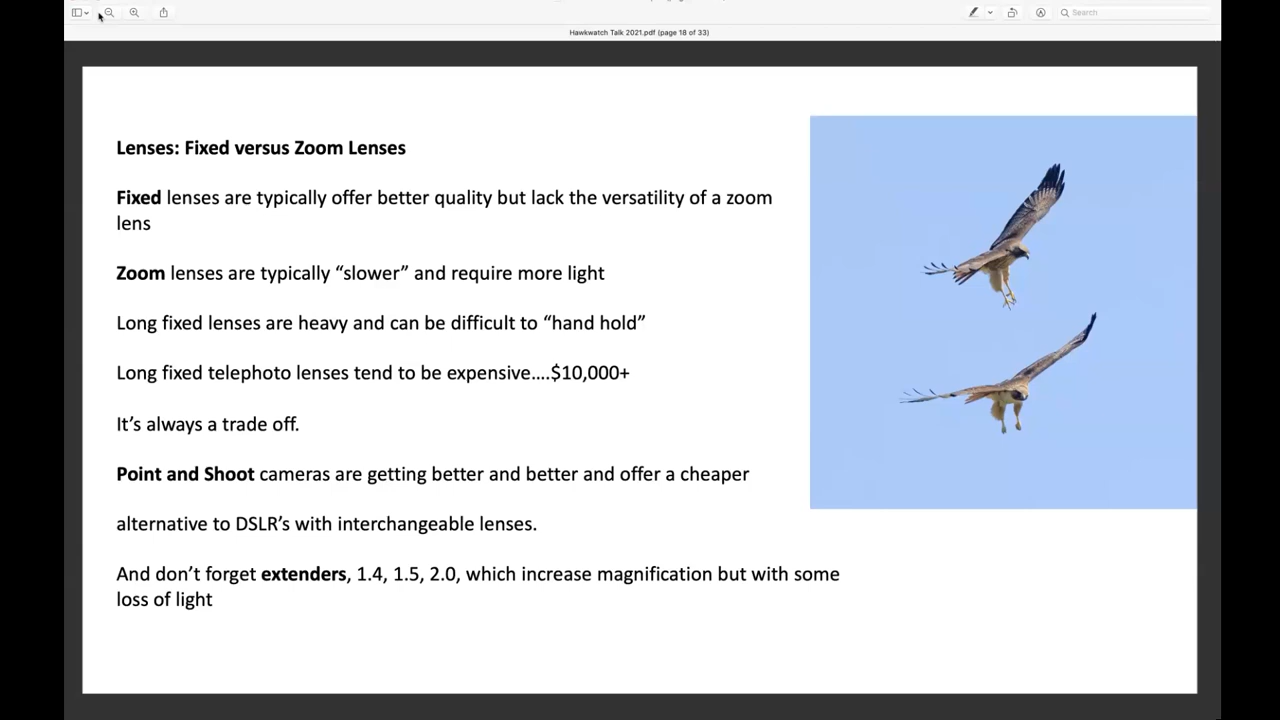 Search
Hawkwatch Talk 2021.pdf (page 18 of 33)
Lenses: Fixed versus Zoom Lenses
Fixed lenses are typically offer better quality but lack the versatility of a zoom
lens
Zoom lenses are typically “slower” and require more light
Long fixed lenses are heavy and can be difficult to “hand hold”
Long fixed telephoto lenses tend to be expensive....$10,000+
It’s always a trade off.
Point and Shoot cameras are getting better and better and offer a cheaper
alternative to DSLR’s with interchangeable lenses.
And don’t forget extenders, 1.4, 1.5, 2.0, which increase magnification but with some
loss of light